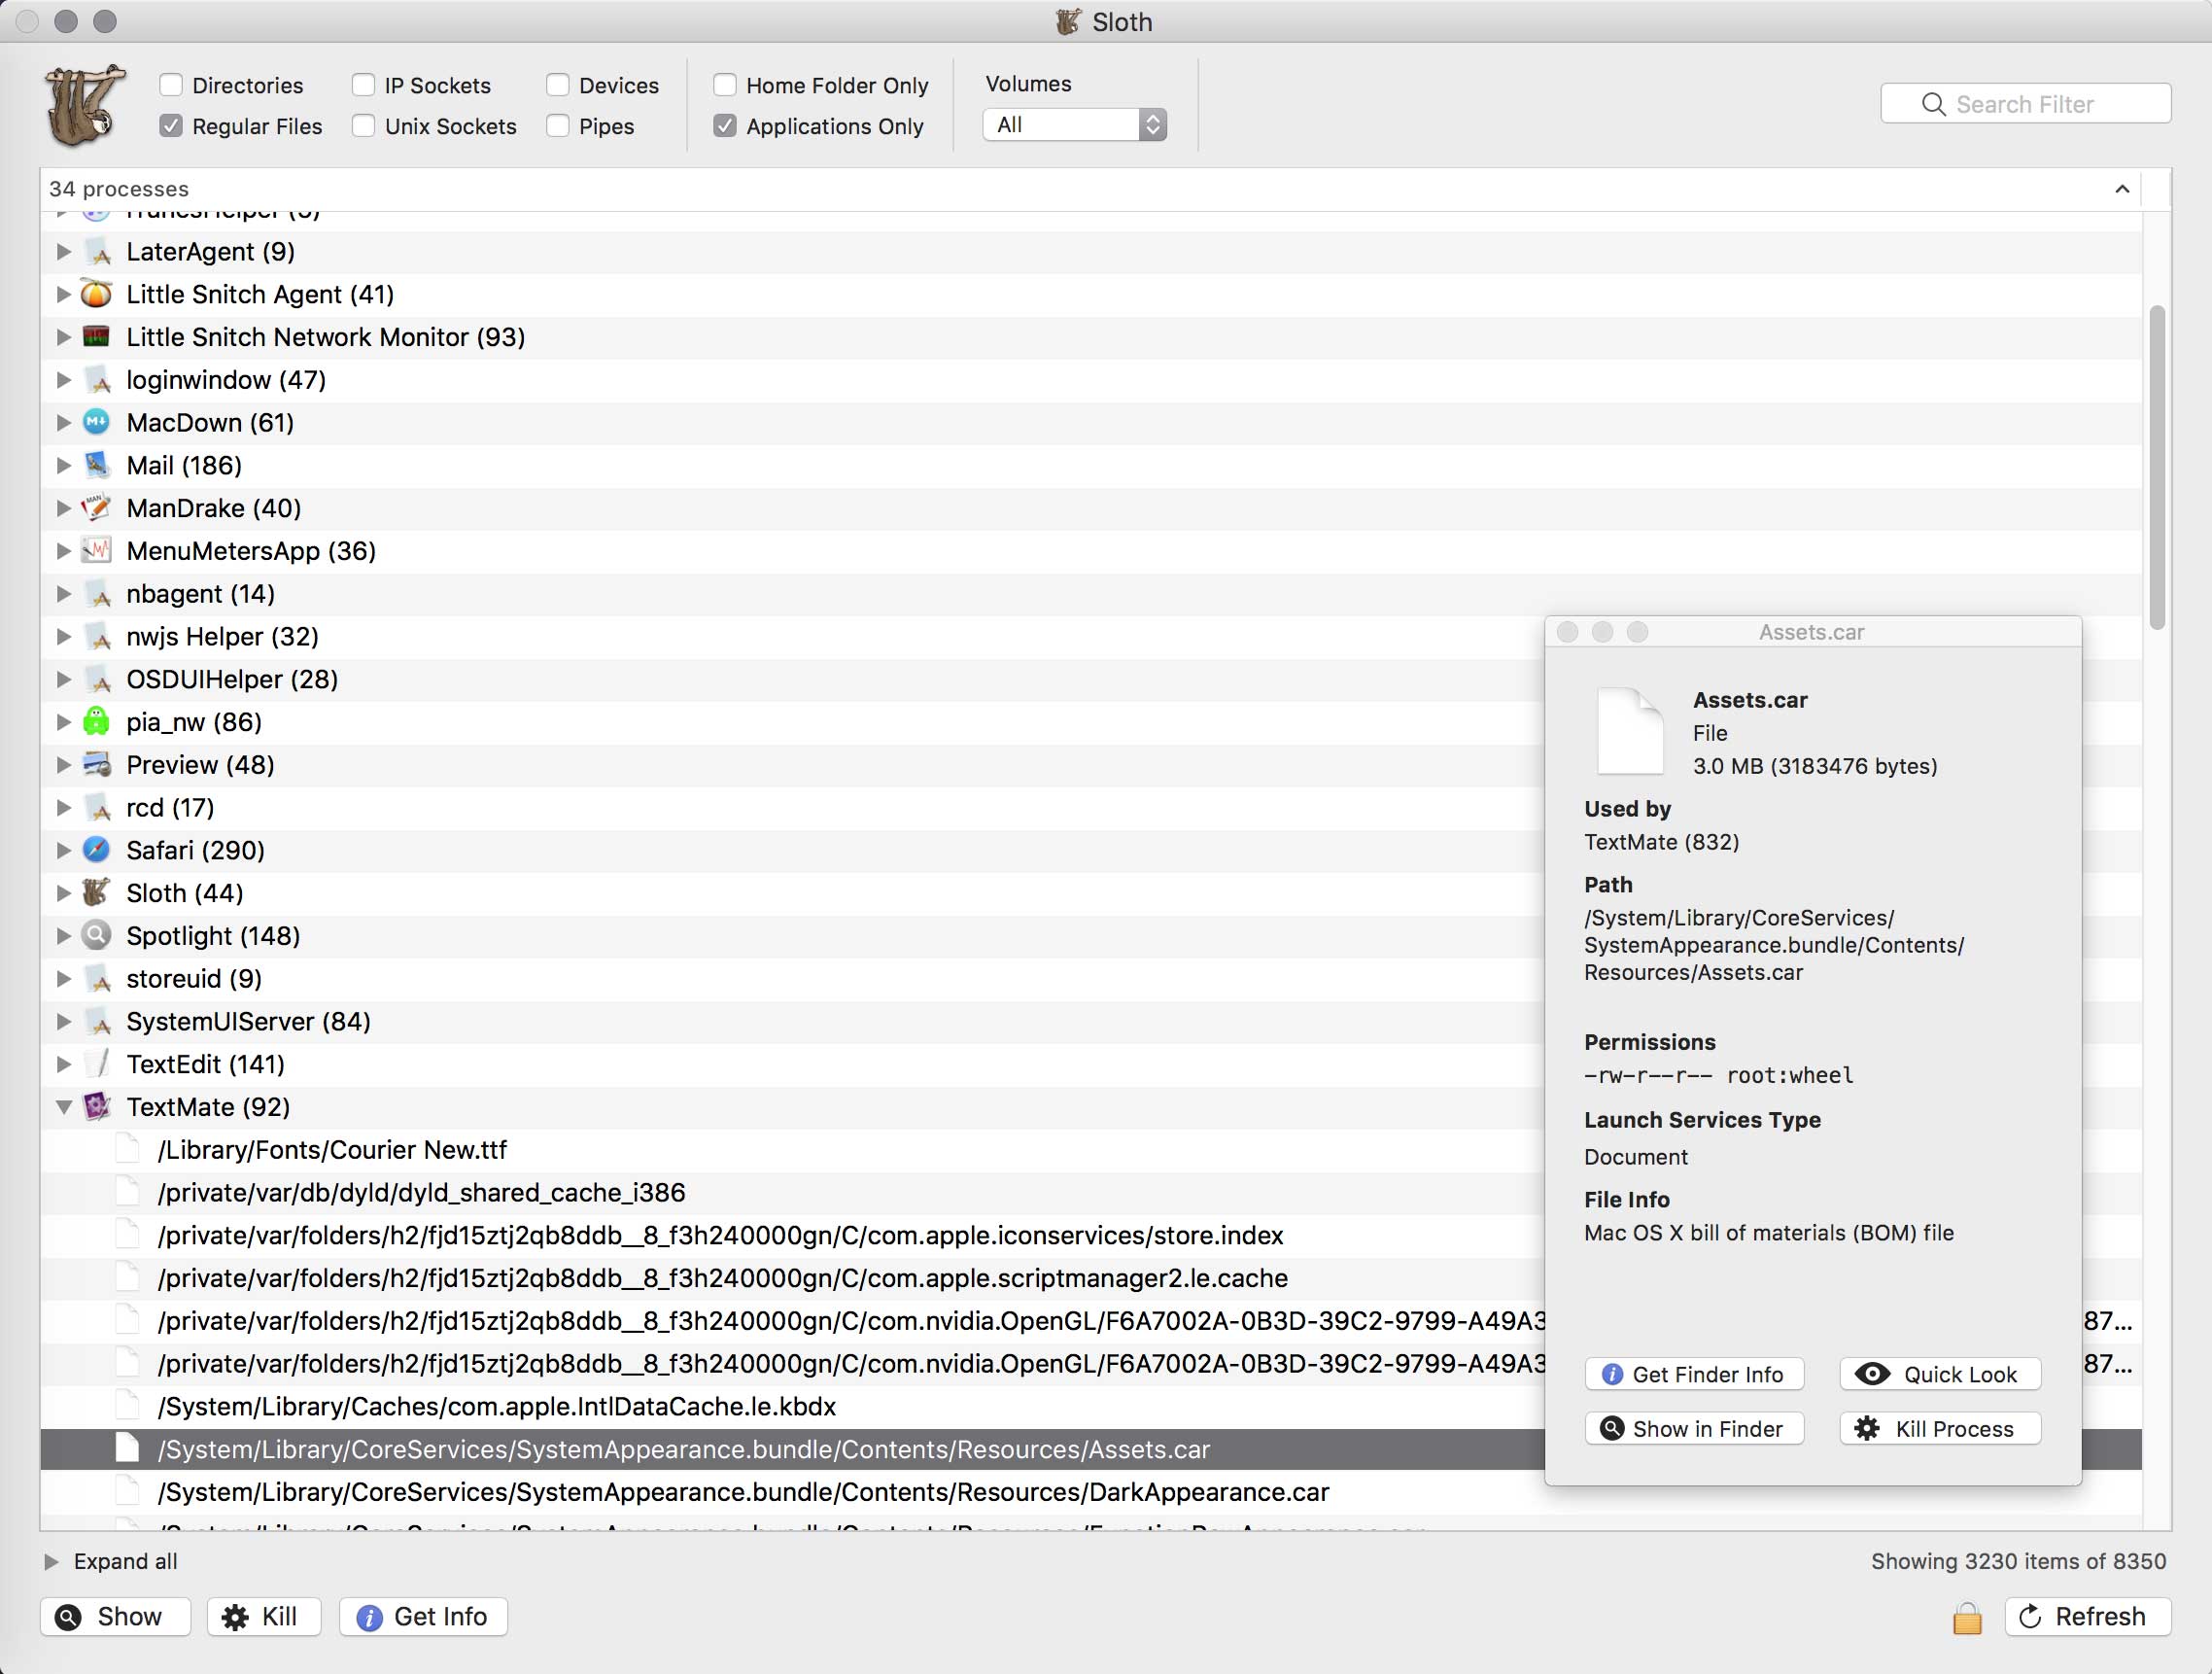 Sloth
Directories
IP Sockets
Devices
Home Folder Only
Volumes
Regular Files
Unix Sockets
Pipes
Applications Only
All
Search Filter
34 processes
LaterAgent (9)
Little Snitch Agent (41)
Little Snitch Network Monitor (93)
loginwindow (47)
MacDown (61)
Mail (186)
ManDrake (40)
MenuMetersApp (36)
nbagent (14)
nwjs Helper (32)
OSDUIHelper (28)
pia_nw (86)
Preview (48)
rcd (17)
Safari (290)
Sloth (44)
Spotlight (148)
storeuid (9)
SystemUIServer (84)
TextEdit (141)
TextMate (92)
/Library/Fonts/Courier New.ttf
/private/var/db/dyld/dyld_shared_cache_i386
/private/var/folders/h2/fjd15ztj2qb8ddb__8_f3h240000gn/C/com.apple.iconservices/store.index
/private/var/folders/h2/fjd15ztj2qb8ddb__8_f3h240000gn/C/com.apple.scriptmanager2.le.cache
/private/var/folders/h2/fjd15ztj2qb8ddb__8_f3h240000gn/C/com.nvidia.OpenGL/F6A7002A-0B3D-39C2-9799-A49A3 87...
/private/var/folders/h2/fjd15ztj2qb8ddb__8_f3h240000gn/C/com.nvidia.OpenGL/F6A7002A-0B3D-39C2-9799-A49A3 87...
/System/Library/Caches/com.apple.IntlDataCache.le.kbdx
/System/Library/CoreServices/SystemAppearance.bundle/Contents/Resources/Assets.car
/System/Library/CoreServices/SystemAppearance.bundle/Contents/Resources/DarkAppearance.car
Assets.car
Assets.car
File
3.0 MB (3183476 bytes)
Used by
TextMate (832)
Path
/System/Library/CoreServices/
SystemAppearance.bundle/Contents/
Resources/Assets.car
Permissions
-rw-r--r-- root:wheel
Launch Services Type
Document
File Info
Mac OS X bill of materials (BOM) file
Get Finder Info
Quick Look
Show in Finder
Kill Process
Expand all
Showing 3230 items of 8350
Show
Kill
Get Info
Refresh